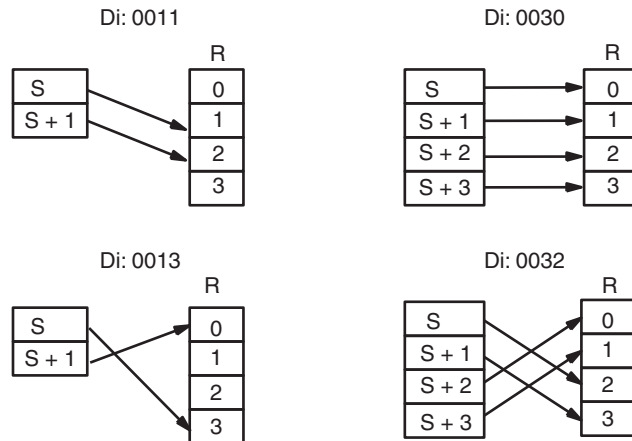 Di: 0011
R
S
S + 1
0
1
2
3
Di: 0030
R
S
S + 1
S + 2
S + 3
0
1
2
3
Di: 0013
R
S
S + 1
0
1
2
3
Di: 0032
R
S
S + 1
S + 2
S + 3
0
1
2
3